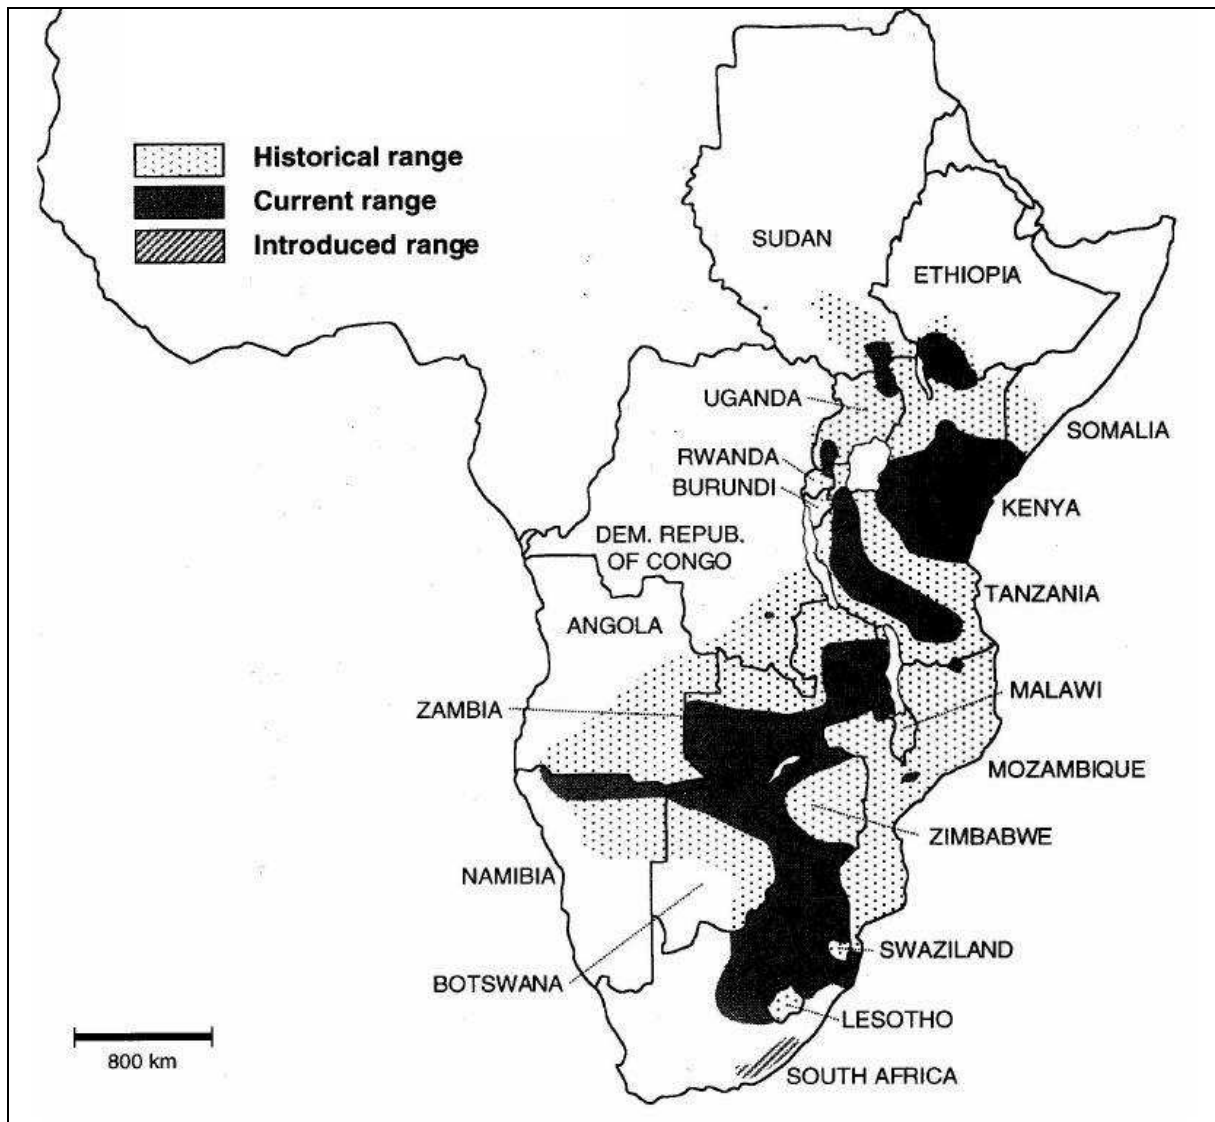 Historical range
Current range
Introduced range
SUDAN
ETHIOPIA
UGANDA
SOMALIA
RWANDA
BURUNDI
KENYA
DEM. REPUB.
OF CONGO
TANZANIA
ANGOLA
MALAWI
ZAMBIA
MOZAMBIQUE
ZIMBABWE
NAMIBIA
SWAZILAND
BOTSWANA
LESOTHO
800 km
SOUTH AFRICA